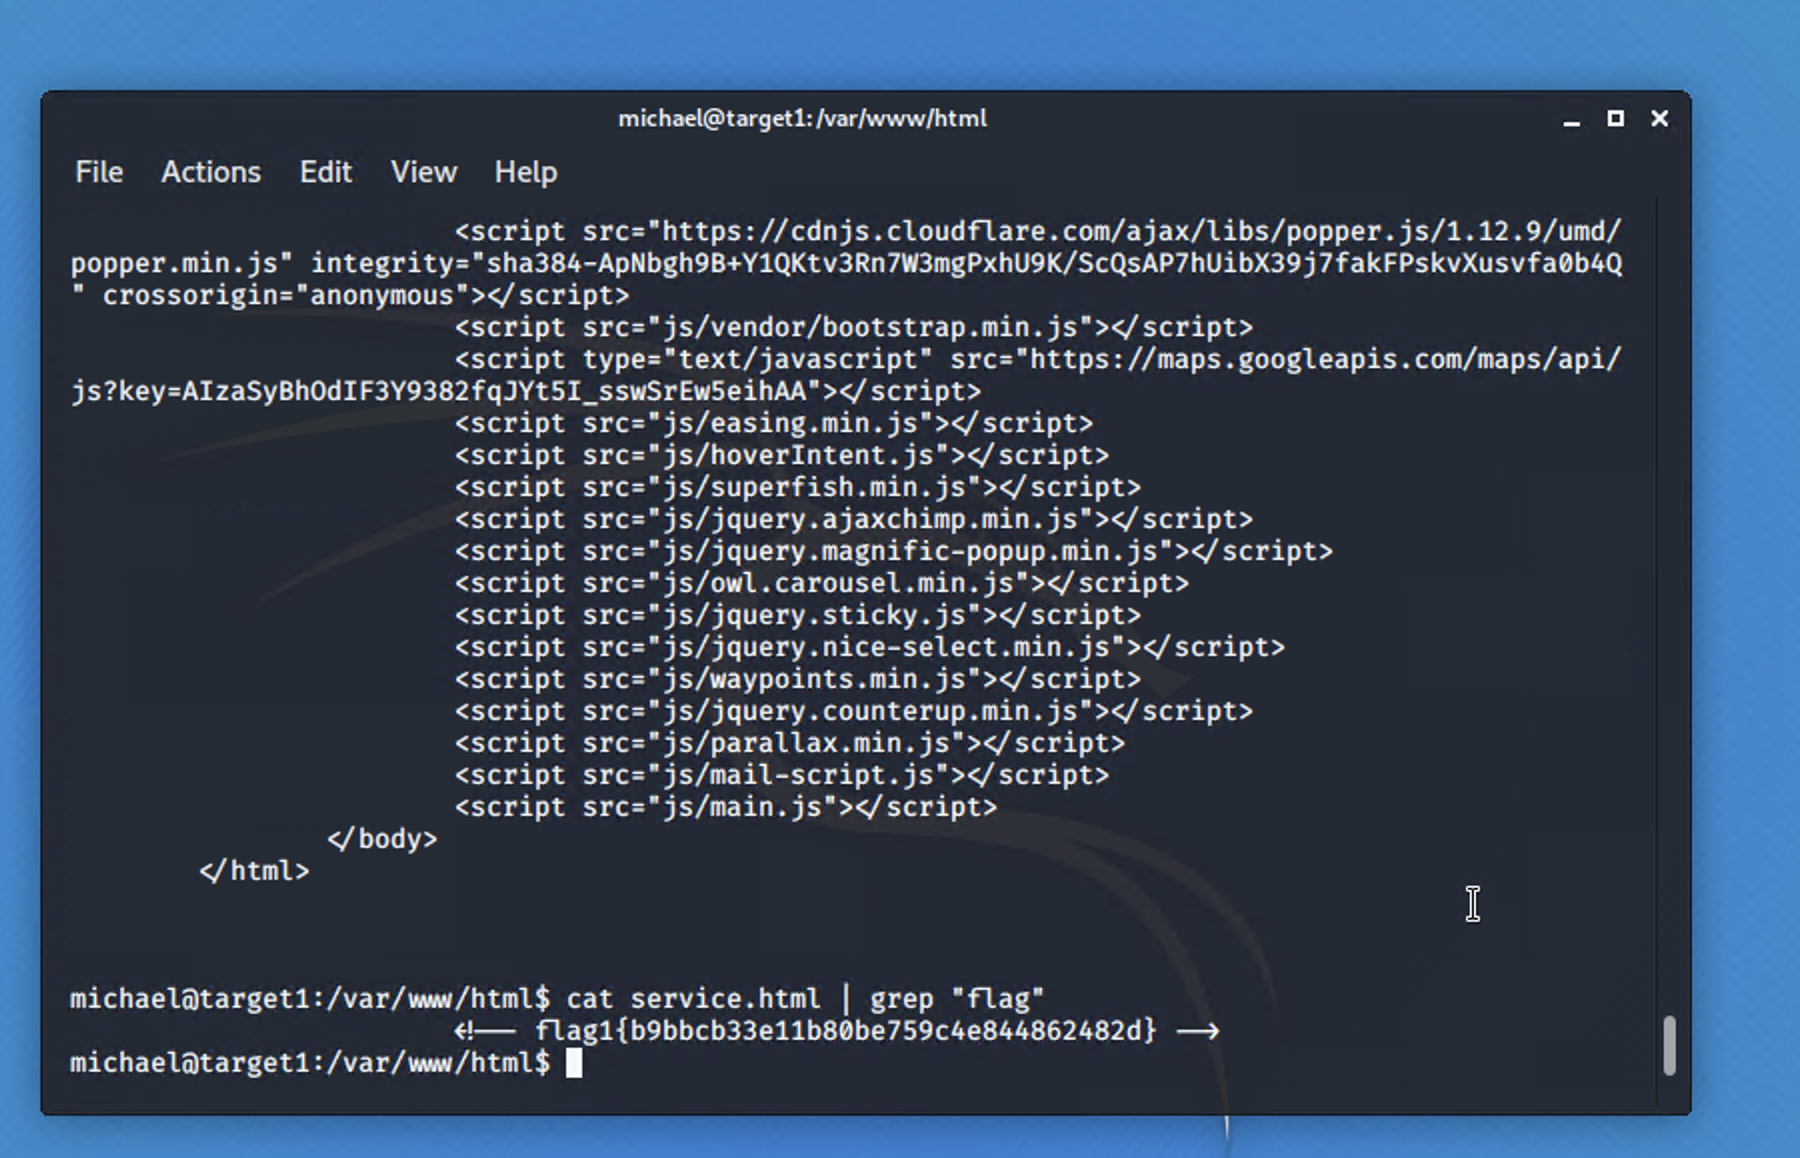 michael@target1:/var/www/html
File Actions Edit View Help
<script src="https://cdnjs.cloudflare.com/ajax/libs/popper.js/1.12.9/umd/
popper.min.js" integrity="sha384-ApNbgh9B+Y1QKtv3Rn7W3mgPxhU9K/ScQsAP7hUibX39j7fakFPskvXusvfa0b4Q
" crossorigin="anonymous"></script>
<script src="js/vendor/bootstrap.min.js"></script>
<script type="text/javascript" src="https://maps.googleapis.com/maps/api/
js?key=AIzaSyBhOdIF3Y9382fqJYt5I_sswSrEw5eihAA"></script>
<script src="js/easing.min.js"></script>
<script src="js/hoverIntent.js"></script>
<script src="js/superfish.min.js"></script>
<script src="js/jquery.ajaxchimp.min.js"></script>
<script src="js/jquery.magnific-popup.min.js"></script>
<script src="js/owl.carousel.min.js"></script>
<script src="js/jquery.sticky.js"></script>
<script src="js/jquery.nice-select.min.js"></script>
<script src="js/waypoints.min.js"></script>
<script src="js/jquery.counterup.min.js"></script>
<script src="js/parallax.min.js"></script>
<script src="js/mail-script.js"></script>
<script src="js/main.js"></script>
</body>
</html>
michael@target1:/var/www/html$ cat service.html | grep "flag"
<!-- flag1{b9bbcb33e11b80be759c4e844862482d} -->
michael@target1:/var/www/html$